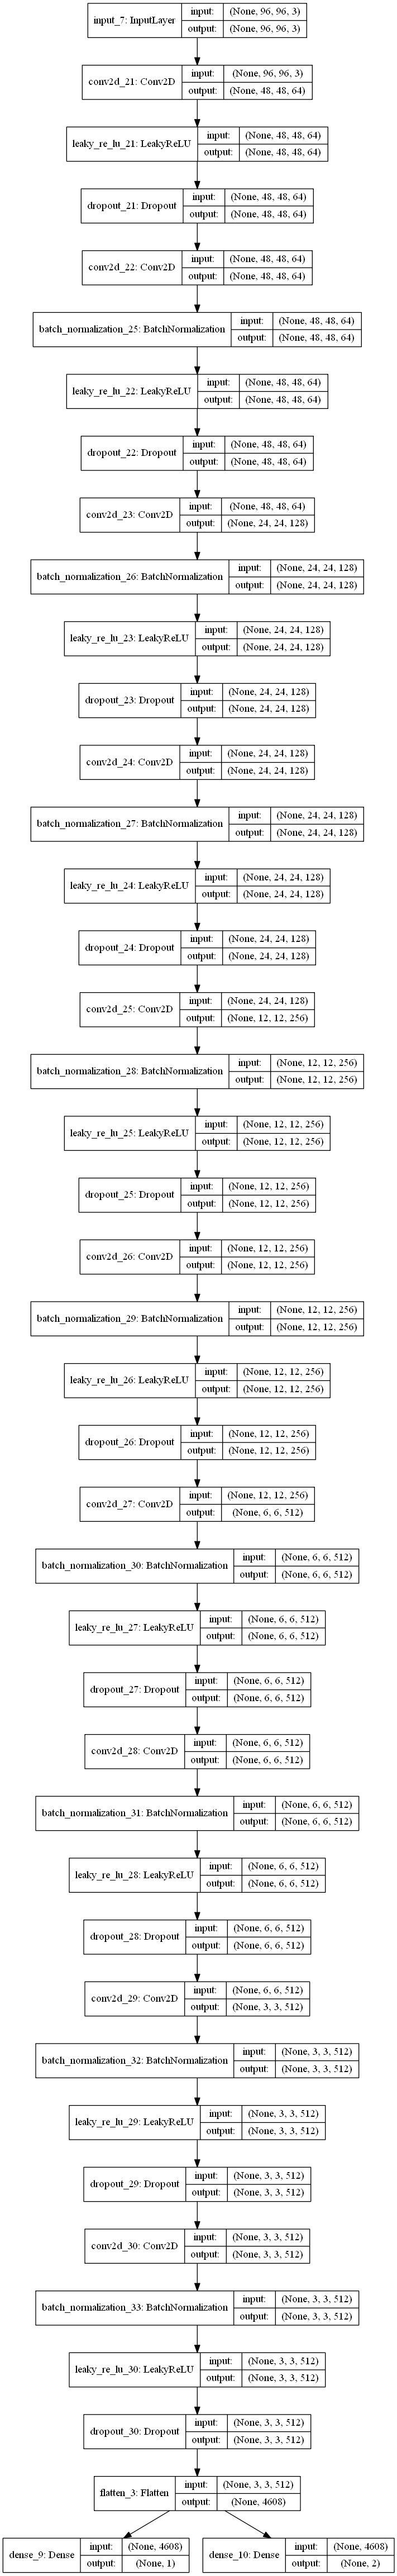 input_7: InputLayer input: (None, 96, 96, 3)
output: (None, 96, 96, 3)
conv2d_21: Conv2D input: (None, 96, 96, 3)
output: (None, 48, 48, 64)
leaky_re_lu_21: LeakyReLU input: (None, 48, 48, 64)
output: (None, 48, 48, 64)
dropout_21: Dropout input: (None, 48, 48, 64)
output: (None, 48, 48, 64)
conv2d_22: Conv2D input: (None, 48, 48, 64)
output: (None, 48, 48, 64)
batch_normalization_25: BatchNormalization input: (None, 48, 48, 64)
output: (None, 48, 48, 64)
leaky_re_lu_22: LeakyReLU input: (None, 48, 48, 64)
output: (None, 48, 48, 64)
dropout_22: Dropout input: (None, 48, 48, 64)
output: (None, 48, 48, 64)
conv2d_23: Conv2D input: (None, 48, 48, 64)
output: (None, 24, 24, 128)
batch_normalization_26: BatchNormalization input: (None, 24, 24, 128)
output: (None, 24, 24, 128)
leaky_re_lu_23: LeakyReLU input: (None, 24, 24, 128)
output: (None, 24, 24, 128)
dropout_23: Dropout input: (None, 24, 24, 128)
output: (None, 24, 24, 128)
conv2d_24: Conv2D input: (None, 24, 24, 128)
output: (None, 24, 24, 128)
batch_normalization_27: BatchNormalization input: (None, 24, 24, 128)
output: (None, 24, 24, 128)
leaky_re_lu_24: LeakyReLU input: (None, 24, 24, 128)
output: (None, 24, 24, 128)
dropout_24: Dropout input: (None, 24, 24, 128)
output: (None, 24, 24, 128)
conv2d_25: Conv2D input: (None, 24, 24, 128)
output: (None, 12, 12, 256)
batch_normalization_28: BatchNormalization input: (None, 12, 12, 256)
output: (None, 12, 12, 256)
leaky_re_lu_25: LeakyReLU input: (None, 12, 12, 256)
output: (None, 12, 12, 256)
dropout_25: Dropout input: (None, 12, 12, 256)
output: (None, 12, 12, 256)
conv2d_26: Conv2D input: (None, 12, 12, 256)
output: (None, 12, 12, 256)
batch_normalization_29: BatchNormalization input: (None, 12, 12, 256)
output: (None, 12, 12, 256)
leaky_re_lu_26: LeakyReLU input: (None, 12, 12, 256)
output: (None, 12, 12, 256)
dropout_26: Dropout input: (None, 12, 12, 256)
output: (None, 12, 12, 256)
conv2d_27: Conv2D input: (None, 12, 12, 256)
output: (None, 6, 6, 512)
batch_normalization_30: BatchNormalization input: (None, 6, 6, 512)
output: (None, 6, 6, 512)
leaky_re_lu_27: LeakyReLU input: (None, 6, 6, 512)
output: (None, 6, 6, 512)
dropout_27: Dropout input: (None, 6, 6, 512)
output: (None, 6, 6, 512)
conv2d_28: Conv2D input: (None, 6, 6, 512)
output: (None, 6, 6, 512)
batch_normalization_31: BatchNormalization input: (None, 6, 6, 512)
output: (None, 6, 6, 512)
leaky_re_lu_28: LeakyReLU input: (None, 6, 6, 512)
output: (None, 6, 6, 512)
dropout_28: Dropout input: (None, 6, 6, 512)
output: (None, 6, 6, 512)
conv2d_29: Conv2D input: (None, 6, 6, 512)
output: (None, 3, 3, 512)
batch_normalization_32: BatchNormalization input: (None, 3, 3, 512)
output: (None, 3, 3, 512)
leaky_re_lu_29: LeakyReLU input: (None, 3, 3, 512)
output: (None, 3, 3, 512)
dropout_29: Dropout input: (None, 3, 3, 512)
output: (None, 3, 3, 512)
conv2d_30: Conv2D input: (None, 3, 3, 512)
output: (None, 3, 3, 512)
batch_normalization_33: BatchNormalization input: (None, 3, 3, 512)
output: (None, 3, 3, 512)
leaky_re_lu_30: LeakyReLU input: (None, 3, 3, 512)
output: (None, 3, 3, 512)
dropout_30: Dropout input: (None, 3, 3, 512)
output: (None, 3, 3, 512)
flatten_3: Flatten input: (None, 3, 3, 512)
output: (None, 4608)
dense_9: Dense input: (None, 4608)
output: (None, 1)
dense_10: Dense input: (None, 4608)
output: (None, 2)